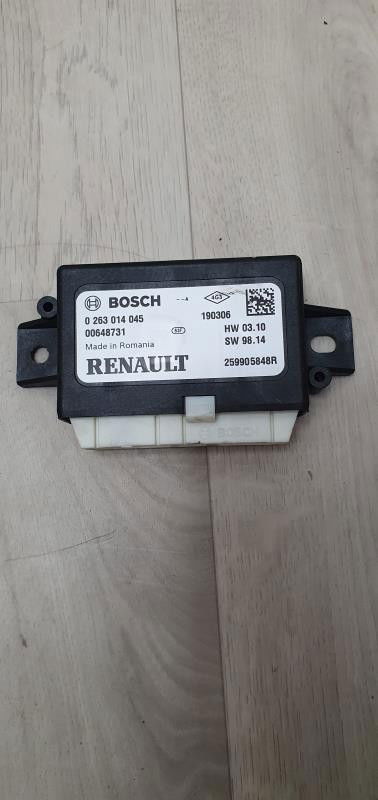 BOSCH --A 4GS
0 263 014 045 190306
00648731 HW 03.10
Made in Romania SW 98.14
RENAULT 259905848R
BOSCH